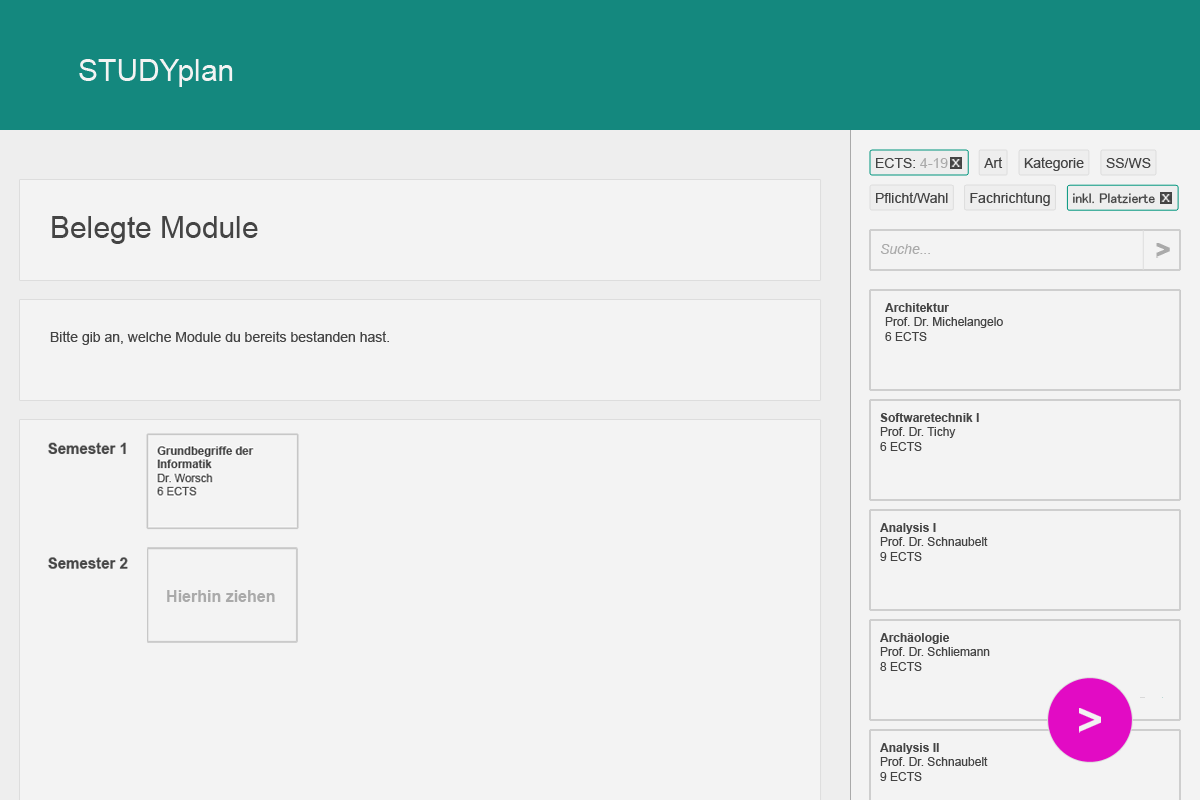 STUDYplan
Belegte Module
Bitte gib an, welche Module du bereits bestanden hast.
Semester 1
Grundbegriffe der
Informatik
Dr. Worsch
6 ECTS
Semester 2
Hierhin ziehen
ECTS: 4-19 X Art Kategorie SS/WS
Pflicht/Wahl Fachrichtung inkl. Platzierte X
Suche... >
Architektur
Prof. Dr. Michelangelo
6 ECTS
Softwaretechnik I
Prof. Dr. Tichy
6 ECTS
Analysis I
Prof. Dr. Schnaubelt
9 ECTS
Archäologie
Prof. Dr. Schliemann
8 ECTS
>
Analysis II
Prof. Dr. Schnaubelt
9 ECTS